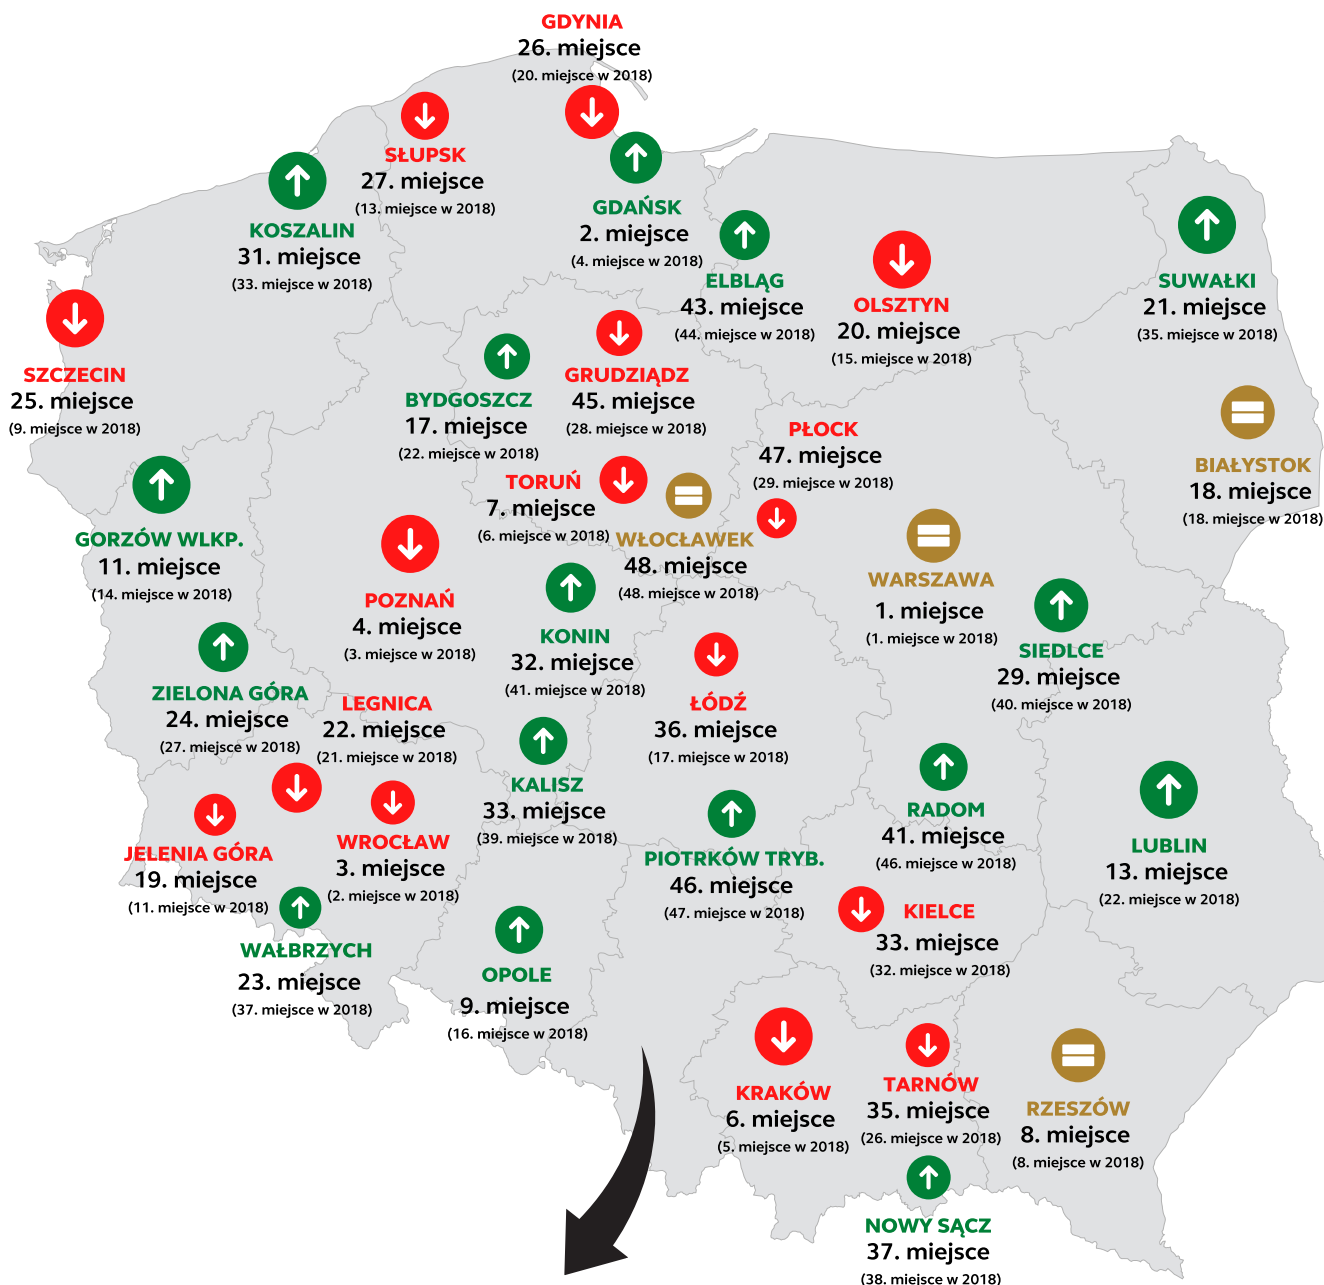 GDYNIA
26. miejsce
(20. miejsce w 2018)
SŁUPSK
27. miejsce
(13. miejsce w 2018)
GDAŃSK
2. miejsce
(4. miejsce w 2018)
KOSZALIN
31. miejsce
(33. miejsce w 2018)
ELBLĄG
43. miejsce
(44. miejsce w 2018)
OLSZTYN
20. miejsce
(15. miejsce w 2018)
SUWAŁKI
21. miejsce
(35. miejsce w 2018)
SZCZECIN
25. miejsce
(9. miejsce w 2018)
BYDGOSZCZ
17. miejsce
(22. miejsce w 2018)
GRUDZIĄDZ
45. miejsce
(28. miejsce w 2018)
PŁOCK
47. miejsce
(29. miejsce w 2018)
BIAŁYSTOK
18. miejsce
(18. miejsce w 2018)
TORUŃ
7. miejsce
(6. miejsce w 2018)
GORZÓW WLKP.
11. miejsce
(14. miejsce w 2018)
WŁOCŁAWEK
48. miejsce
(48. miejsce w 2018)
WARSZAWA
1. miejsce
(1. miejsce w 2018)
POZNAŃ
4. miejsce
(3. miejsce w 2018)
KONIN
32. miejsce
(41. miejsce w 2018)
SIEDLCE
29. miejsce
(40. miejsce w 2018)
ZIELONA GÓRA
24. miejsce
(27. miejsce w 2018)
LEGNICA
22. miejsce
(21. miejsce w 2018)
ŁÓDŹ
36. miejsce
(17. miejsce w 2018)
KALISZ
33. miejsce
(39. miejsce w 2018)
RADOM
41. miejsce
(46. miejsce w 2018)
LUBLIN
13. miejsce
(22. miejsce w 2018)
JELENIA GÓRA
19. miejsce
(11. miejsce w 2018)
WROCŁAW
3. miejsce
(2. miejsce w 2018)
PIOTRKÓW TRYB.
46. miejsce
(47. miejsce w 2018)
KIELCE
33. miejsce
(32. miejsce w 2018)
WAŁBRZYCH
23. miejsce
(37. miejsce w 2018)
OPOLE
9. miejsce
(16. miejsce w 2018)
KRAKÓW
6. miejsce
(5. miejsce w 2018)
TARNÓW
35. miejsce
(26. miejsce w 2018)
RZESZÓW
8. miejsce
(8. miejsce w 2018)
NOWY SĄCZ
37. miejsce
(38. miejsce w 2018)